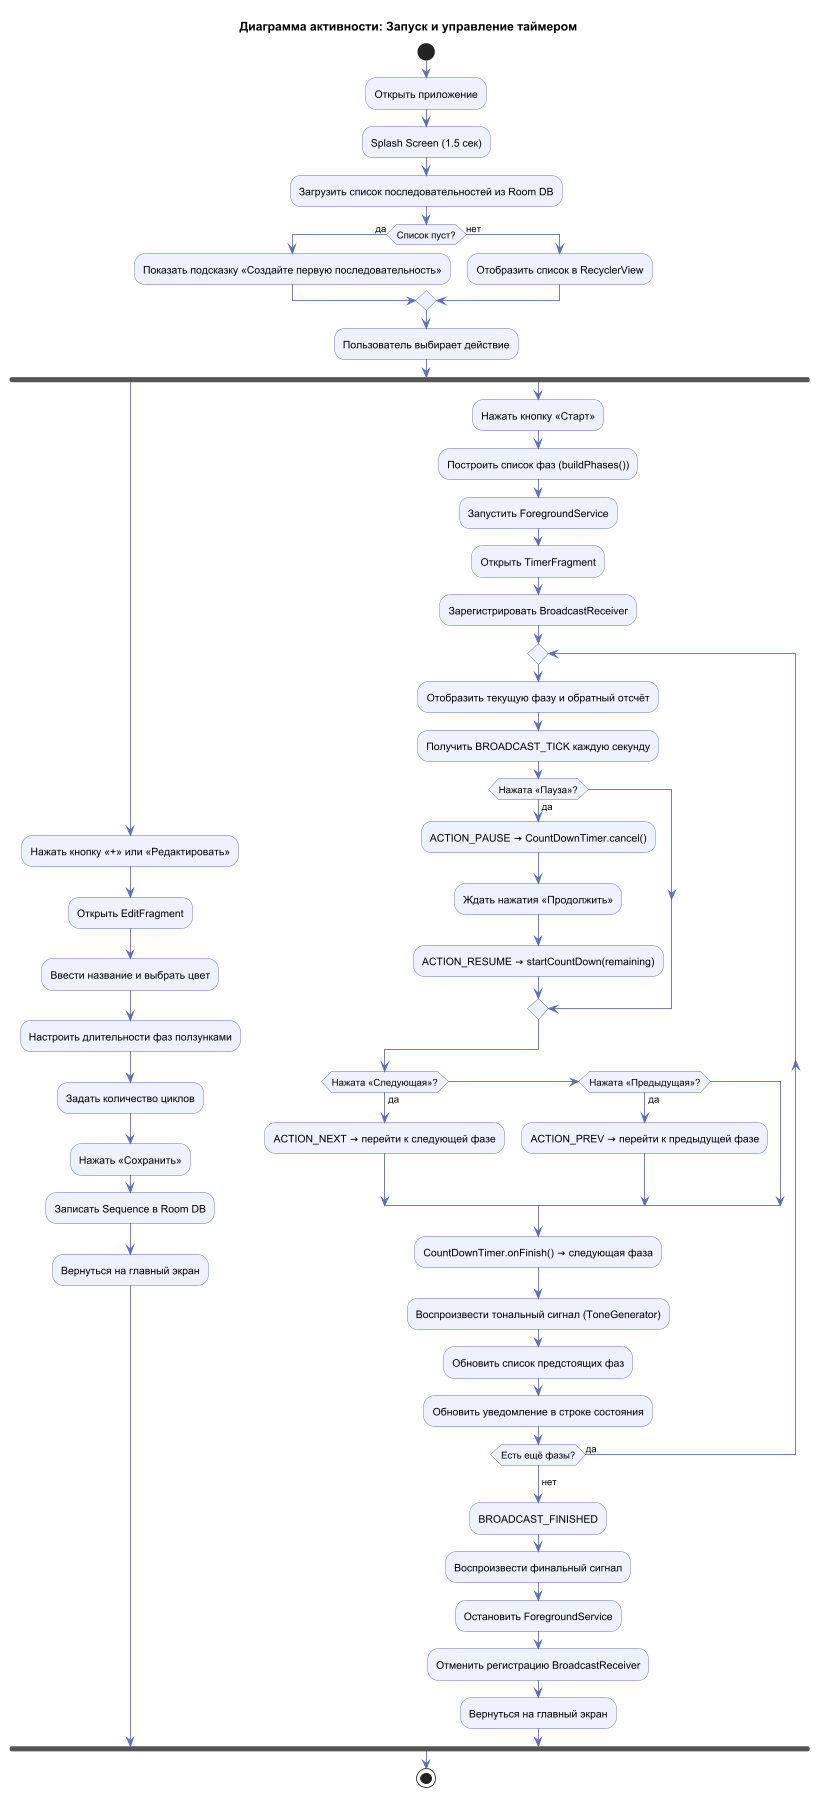 Диаграмма активности: Запуск и управление таймером
Открыть приложение
Splash Screen (1.5 сек)
Загрузить список последовательностей из Room DB
да
Список пуст?
нет
Показать подсказку «Создайте первую последовательность»
Отобразить список в RecyclerView
Пользователь выбирает действие
Нажать кнопку «+» или «Редактировать»
Открыть EditFragment
Ввести название и выбрать цвет
Настроить длительности фаз ползунками
Задать количество циклов
Нажать «Сохранить»
Записать Sequence в Room DB
Вернуться на главный экран
Нажать кнопку «Старт»
Построить список фаз (buildPhases())
Запустить ForegroundService
Открыть TimerFragment
Зарегистрировать BroadcastReceiver
Отобразить текущую фазу и обратный отсчёт
Получить BROADCAST_TICK каждую секунду
Нажата «Пауза»?
да
ACTION_PAUSE → CountDownTimer.cancel()
Ждать нажатия «Продолжить»
ACTION_RESUME → startCountDown(remaining)
Нажата «Следующая»?
да
ACTION_NEXT → перейти к следующей фазе
Нажата «Предыдущая»?
да
ACTION_PREV → перейти к предыдущей фазе
CountDownTimer.onFinish() → следующая фаза
Воспроизвести тональный сигнал (ToneGenerator)
Обновить список предстоящих фаз
Обновить уведомление в строке состояния
Есть ещё фазы?
да
нет
BROADCAST_FINISHED
Воспроизвести финальный сигнал
Остановить ForegroundService
Отменить регистрацию BroadcastReceiver
Вернуться на главный экран